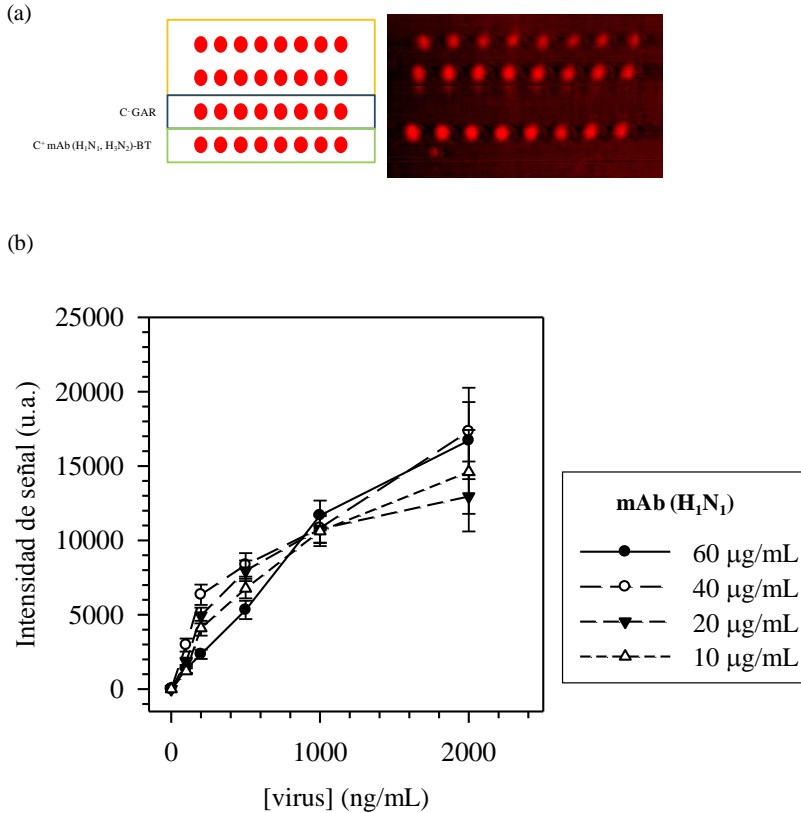 (a)
C⁻ GAR
C⁺ mAb (H₁N₁, H₃N₂)-BT
(b)
Intensidad de señal (u.a.)
25000
20000
15000
10000
5000
0
0 1000 2000
[virus] (ng/mL)
mAb (H₁N₁)
60 μg/mL
40 μg/mL
20 μg/mL
10 μg/mL